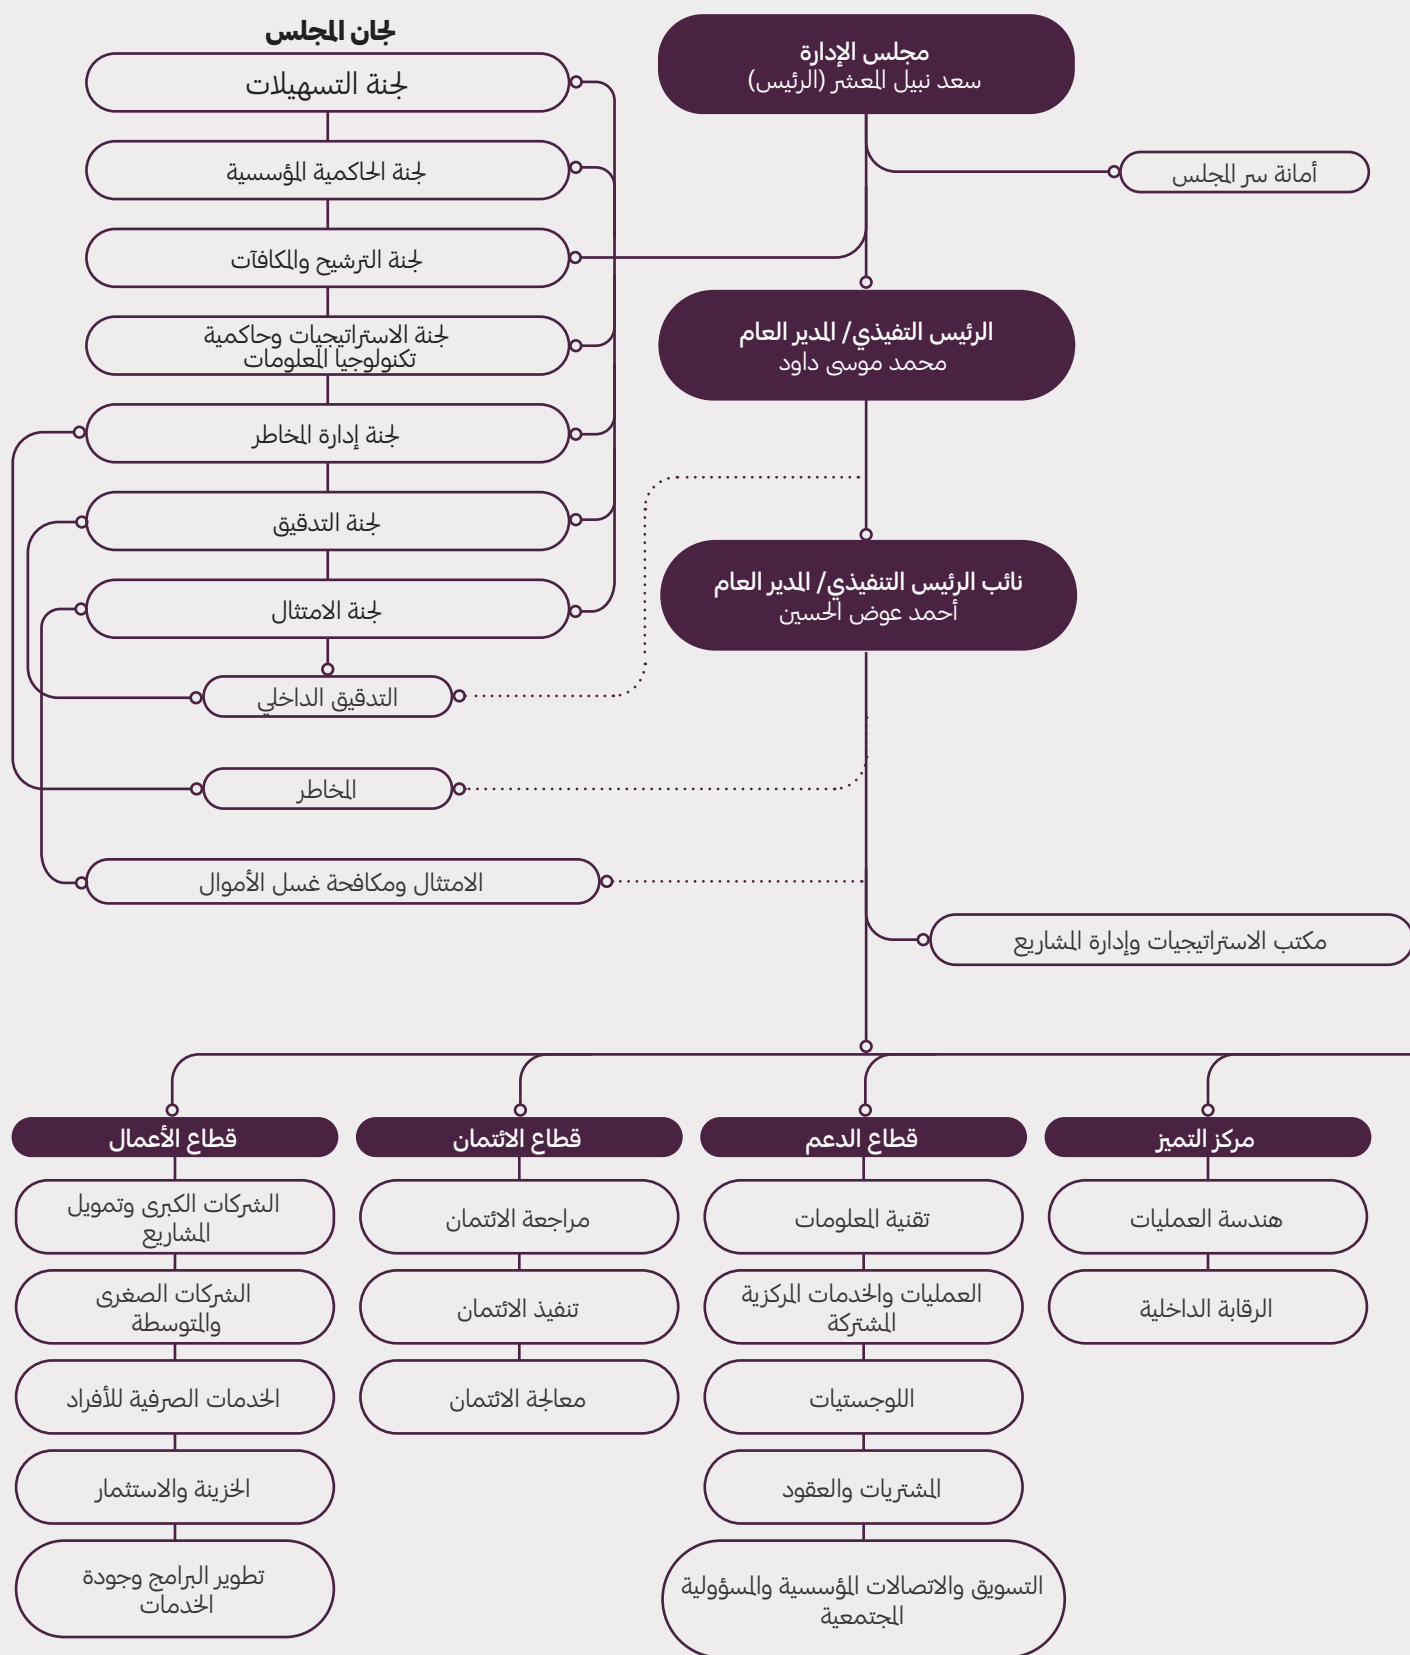 مجلس الإدارة
سعد نبيل المعشر (الرئيس)
أمانة سر المجلس
لجان المجلس
لجنة التسهيلات
لجنة الحاكمية المؤسسية
لجنة الترشيح والمكافآت
لجنة الاستراتيجيات وحاكمية
تكنولوجيا المعلومات
لجنة إدارة المخاطر
لجنة التدقيق
لجنة الامتثال
التدقيق الداخلي
المخاطر
الامتثال ومكافحة غسل الأموال
الرئيس التفيذي/ المدير العام
محمد موسى داود
نائب الرئيس التنفيذي/ المدير العام
أحمد عوض الحسين
مكتب الاستراتيجيات وإدارة المشاريع
مركز التميز
هندسة العمليات
الرقابة الداخلية
قطاع الدعم
تقنية المعلومات
العمليات والخدمات المركزية
المشتركة
اللوجستيات
المشتريات والعقود
التسويق والاتصالات المؤسسية والمسؤولية
المجتمعية
قطاع الائتمان
مراجعة الائتمان
تنفيذ الائتمان
معالجة الائتمان
قطاع الأعمال
الشركات الكبرى وتمويل
المشاريع
الشركات الصغرى
والمتوسطة
الخدمات الصرفية للأفراد
الخزينة والاستثمار
تطوير البرامج وجودة
الخدمات